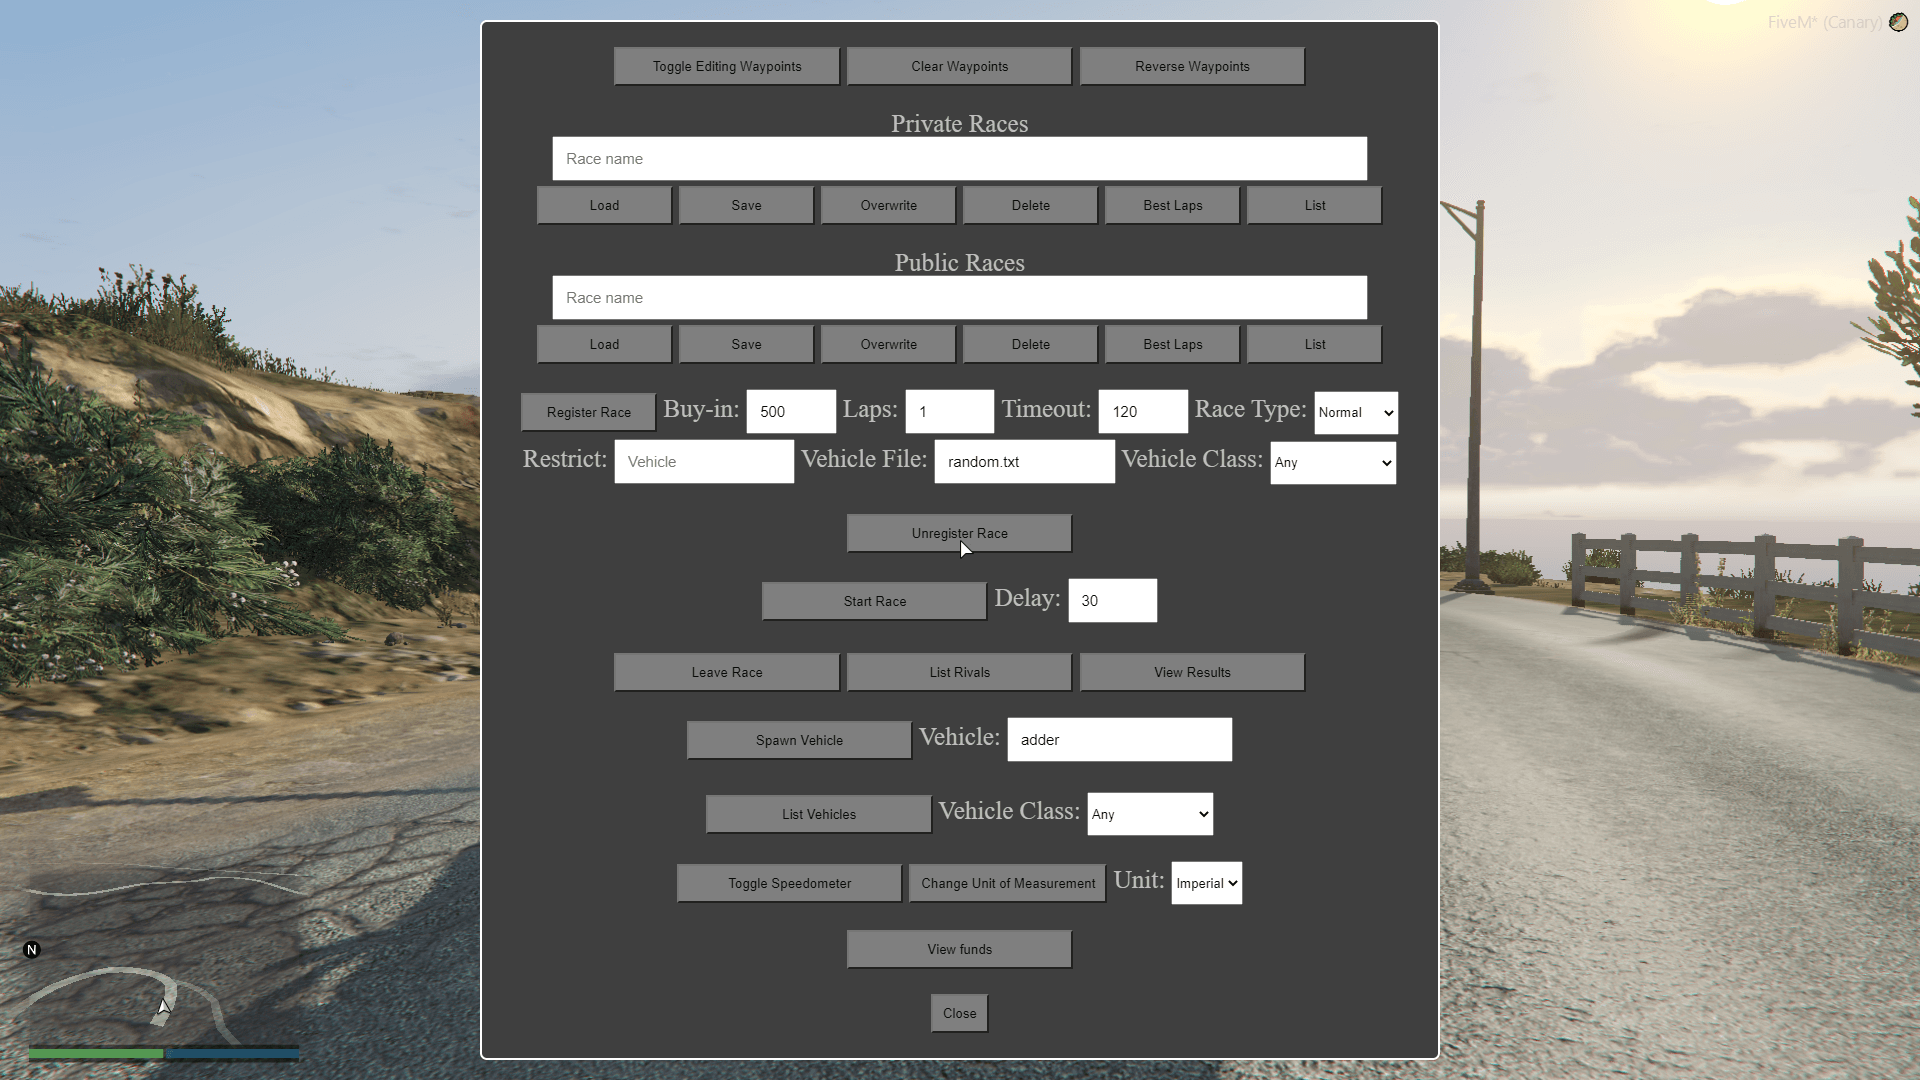 FiveM* (Canary)
Toggle Editing Waypoints Clear Waypoints Reverse Waypoints
Private Races
Race name
Load Save Overwrite Delete Best Laps List
Public Races
Race name
Load Save Overwrite Delete Best Laps List
Register Race Buy-in: 500 Laps: 1 Timeout: 120 Race Type: Normal
Restrict: Vehicle Vehicle File: random.txt Vehicle Class: Any
Unregister Race
Start Race Delay: 30
Leave Race List Rivals View Results
Spawn Vehicle Vehicle: adder
List Vehicles Vehicle Class: Any
Toggle Speedometer Change Unit of Measurement Unit: Imperial
View funds
N
Close